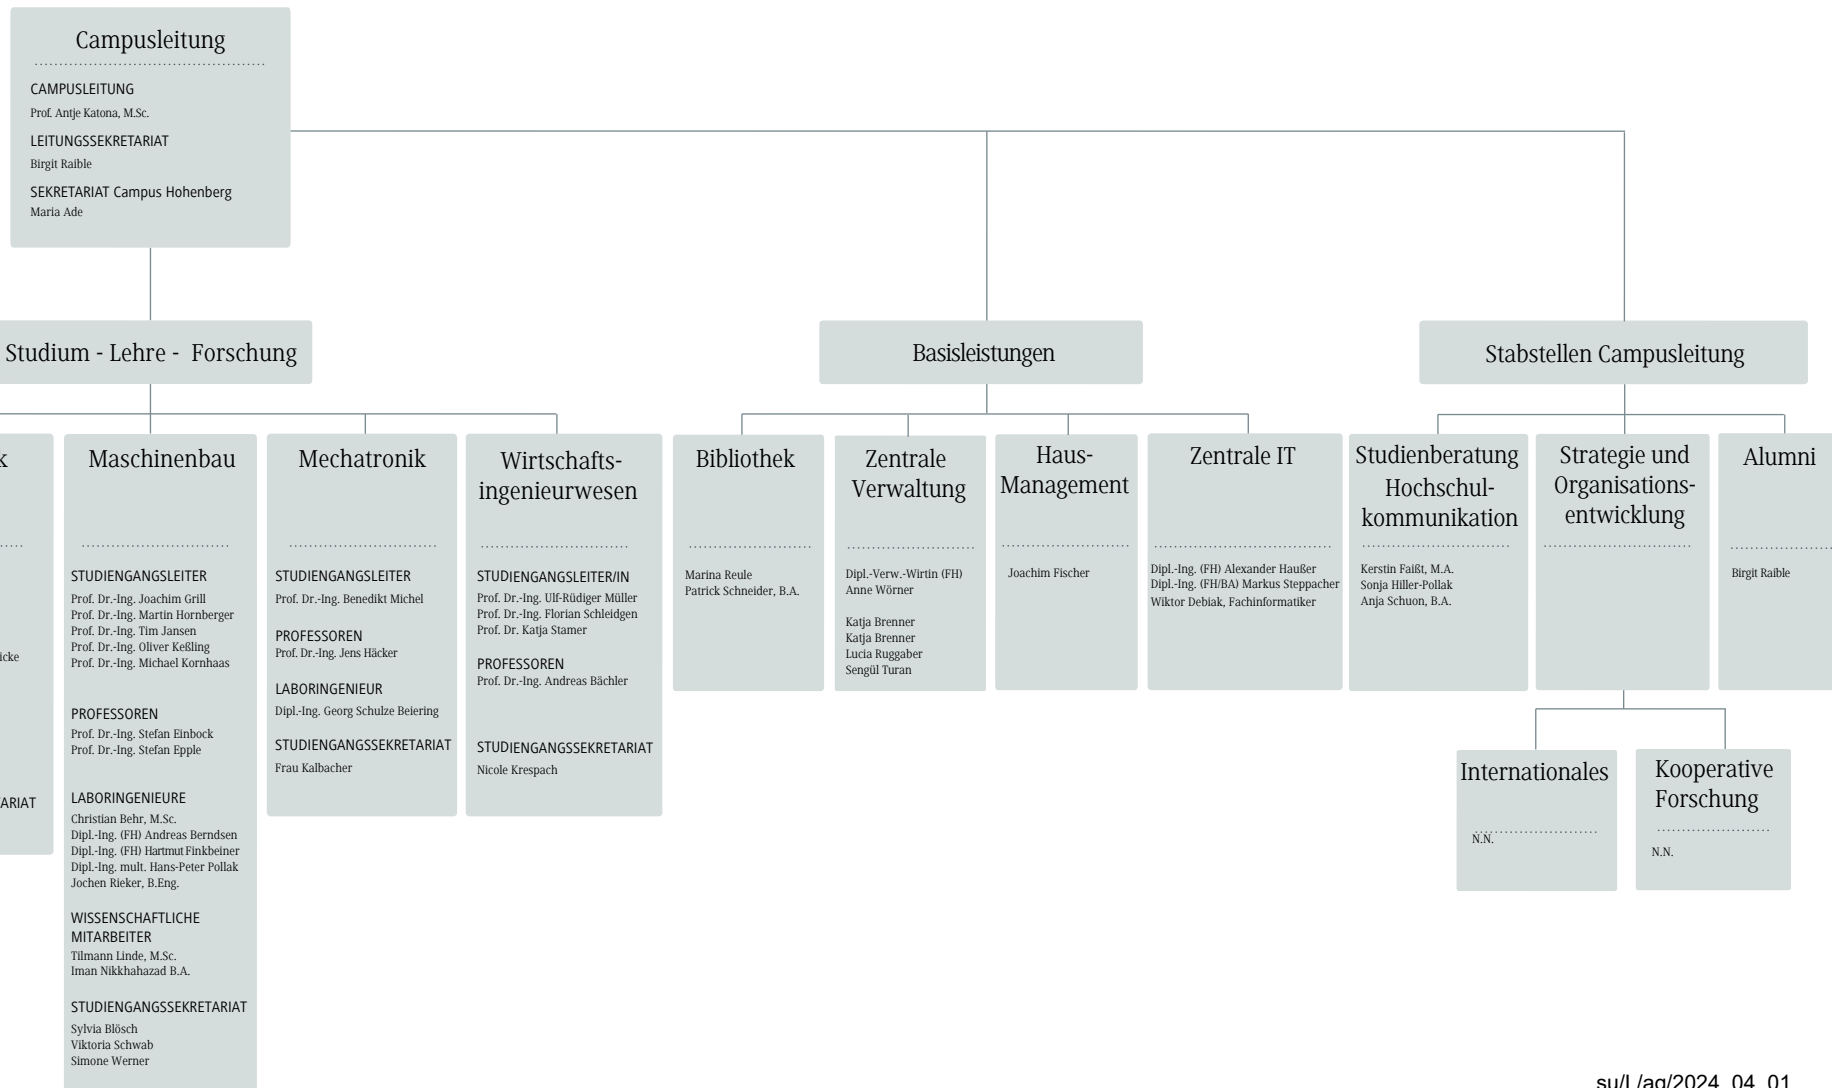 Campusleitung
CAMPUSLEITUNG
Prof. Antje Katona, M.Sc.
LEITUNGSSEKRETARIAT
Birgit Raible
SEKRETARIAT Campus Hohenberg
Maria Ade
Studium - Lehre - Forschung
Basisleistungen
Stabstellen Campusleitung
k
icke
ARIAT
Maschinenbau
STUDIENGANGSLEITER
Prof. Dr.-Ing. Joachim Grill
Prof. Dr.-Ing. Martin Hornberger
Prof. Dr.-Ing. Tim Jansen
Prof. Dr.-Ing. Oliver Keßling
Prof. Dr.-Ing. Michael Kornhaas
PROFESSOREN
Prof. Dr.-Ing. Stefan Einbock
Prof. Dr.-Ing. Stefan Epple
LABORINGENIEURE
Christian Behr, M.Sc.
Dipl.-Ing. (FH) Andreas Berndsen
Dipl.-Ing. (FH) Hartmut Finkbeiner
Dipl.-Ing. mult. Hans-Peter Pollak
Jochen Rieker, B.Eng.
WISSENSCHAFTLICHE
MITARBEITER
Tilmann Linde, M.Sc.
Iman Nikkhahazad B.A.
STUDIENGANGSSEKRETARIAT
Sylvia Blösch
Viktoria Schwab
Simone Werner
Mechatronik
STUDIENGANGSLEITER
Prof. Dr.-Ing. Benedikt Michel
PROFESSOREN
Prof. Dr.-Ing. Jens Häcker
LABORINGENIEUR
Dipl.-Ing. Georg Schulze Beiering
STUDIENGANGSSEKRETARIAT
Frau Kalbacher
Wirtschafts-
ingenieurwesen
STUDIENGANGSLEITER/IN
Prof. Dr.-Ing. Ulf-Rüdiger Müller
Prof. Dr.-Ing. Florian Schleidgen
Prof. Dr. Katja Stamer
PROFESSOREN
Prof. Dr.-Ing. Andreas Bächler
STUDIENGANGSSEKRETARIAT
Nicole Krespach
Bibliothek
Marina Reule
Patrick Schneider, B.A.
Zentrale
Verwaltung
Dipl.-Verw.-Wirtin (FH)
Anne Wörner
Katja Brenner
Katja Brenner
Lucia Ruggaber
Sengül Turan
Haus-
Management
Joachim Fischer
Zentrale IT
Dipl.-Ing. (FH) Alexander Haußer
Dipl.-Ing. (FH/BA) Markus Steppacher
Wiktor Debiak, Fachinformatiker
Studienberatung
Hochschul-
kommunikation
Kerstin Faißt, M.A.
Sonja Hiller-Pollak
Anja Schuon, B.A.
Strategie und
Organisations-
entwicklung
Alumni
Birgit Raible
Internationales
N.N.
Kooperative
Forschung
N.N.
su/L/ag/2024_04_01